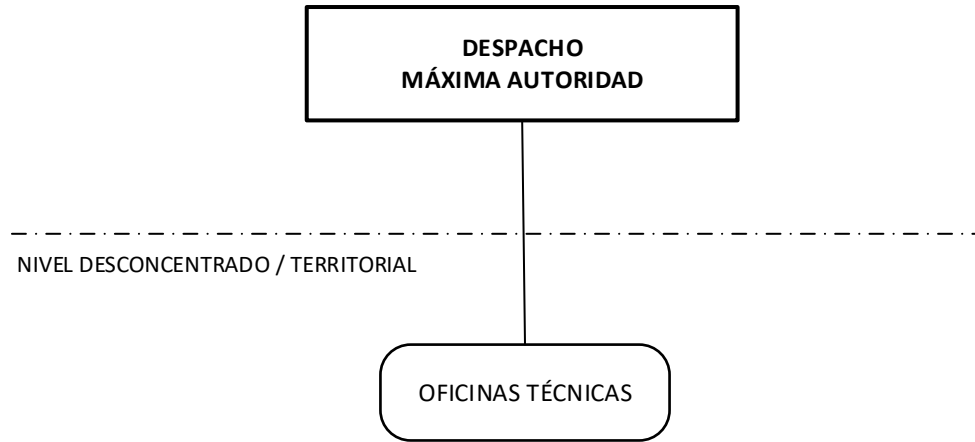 DESPACHO
MÁXIMA AUTORIDAD
NIVEL DESCONCENTRADO / TERRITORIAL
OFICINAS TÉCNICAS